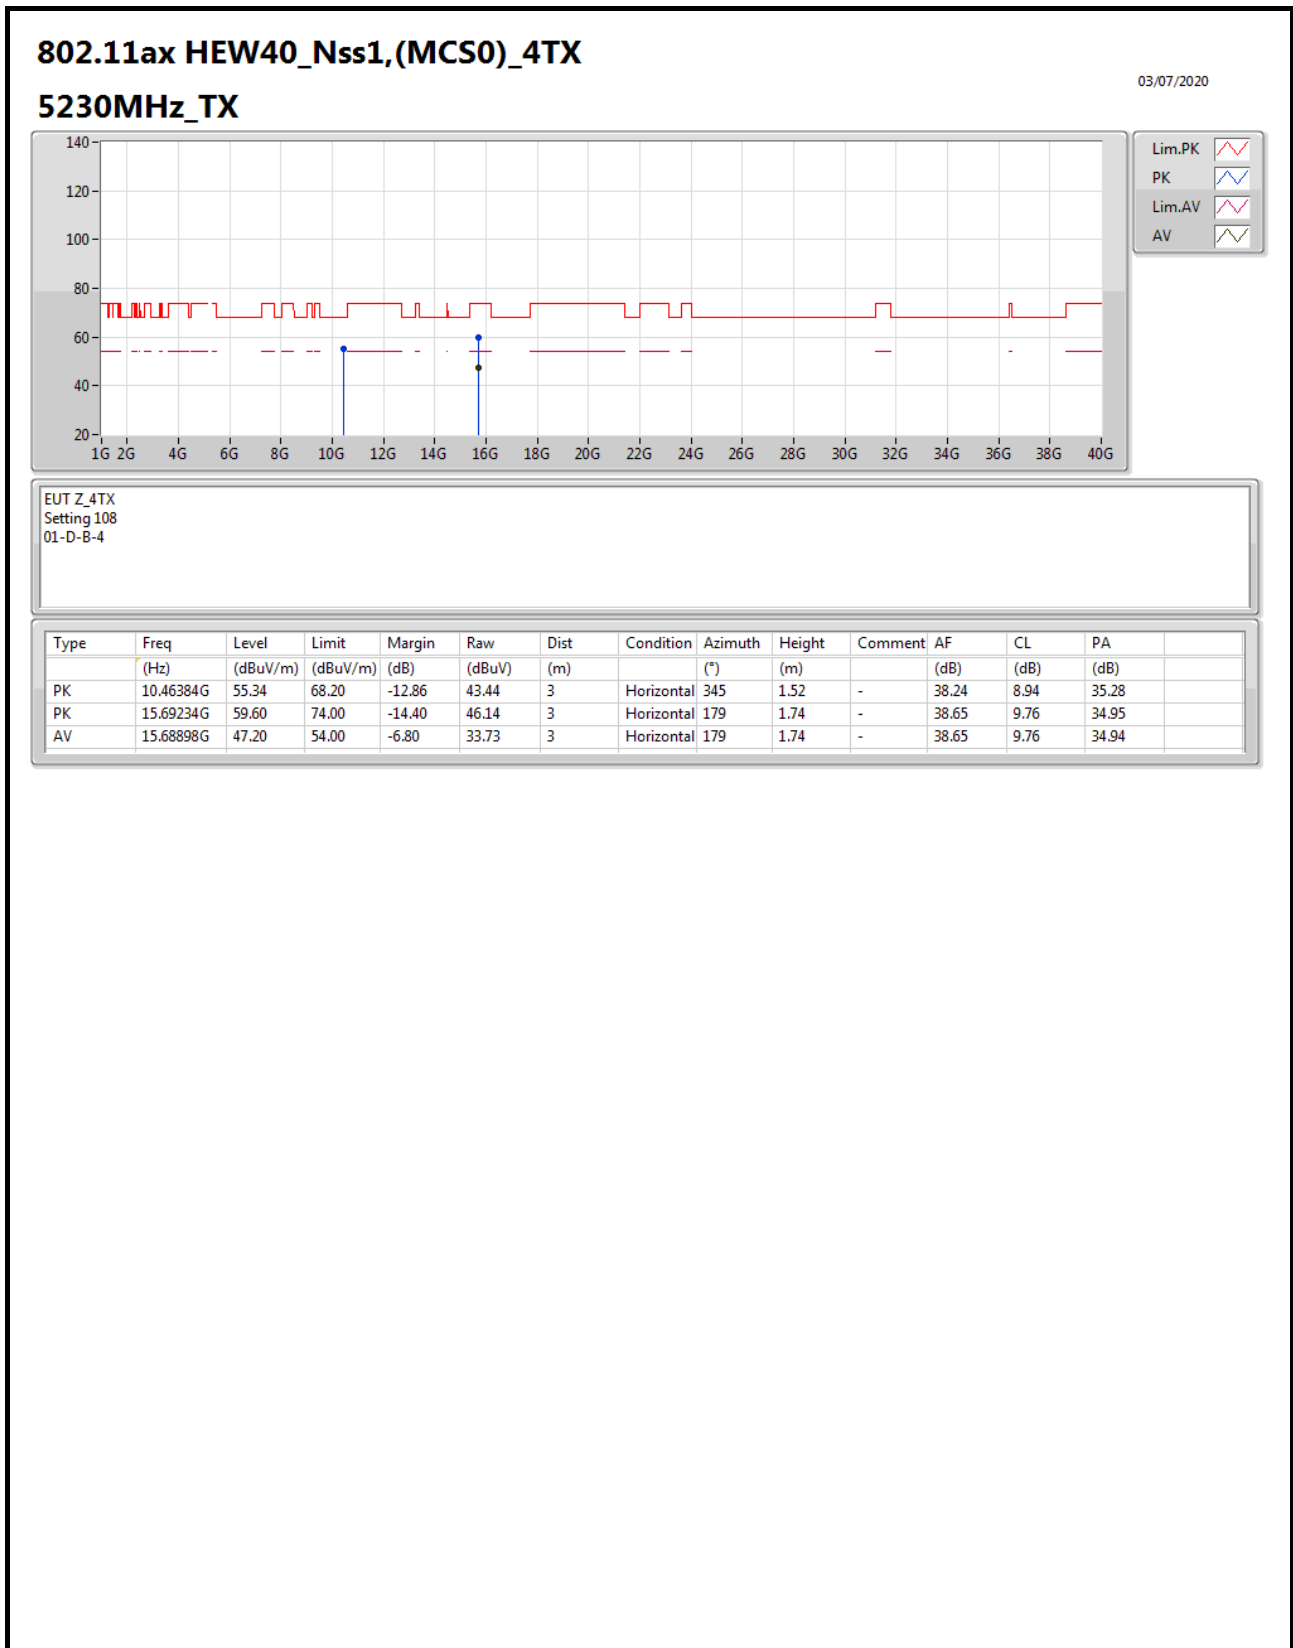 802.11ax HEW40_Nss1,(MCS0)_4TX
03/07/2020
5230MHz_TX
140
120
100
80
60
40
20
1G 2G 4G 6G 8G 10G 12G 14G 16G 18G 20G 22G 24G 26G 28G 30G 32G 34G 36G 38G 40G
Lim.PK
PK
Lim.AV
AV
EUT Z_4TX
Setting 108
01-D-B-4
Type Freq Level Limit Margin Raw Dist Condition Azimuth Height Comment AF CL PA
(Hz) (dBuV/m) (dBuV/m) (dB) (dBuV) (m) (°) (m) (dB) (dB) (dB)
PK 10.46384G 55.34 68.20 -12.86 43.44 3 Horizontal 345 1.52 - 38.24 8.94 35.28
PK 15.69234G 59.60 74.00 -14.40 46.14 3 Horizontal 179 1.74 - 38.65 9.76 34.95
AV 15.68898G 47.20 54.00 -6.80 33.73 3 Horizontal 179 1.74 - 38.65 9.76 34.94